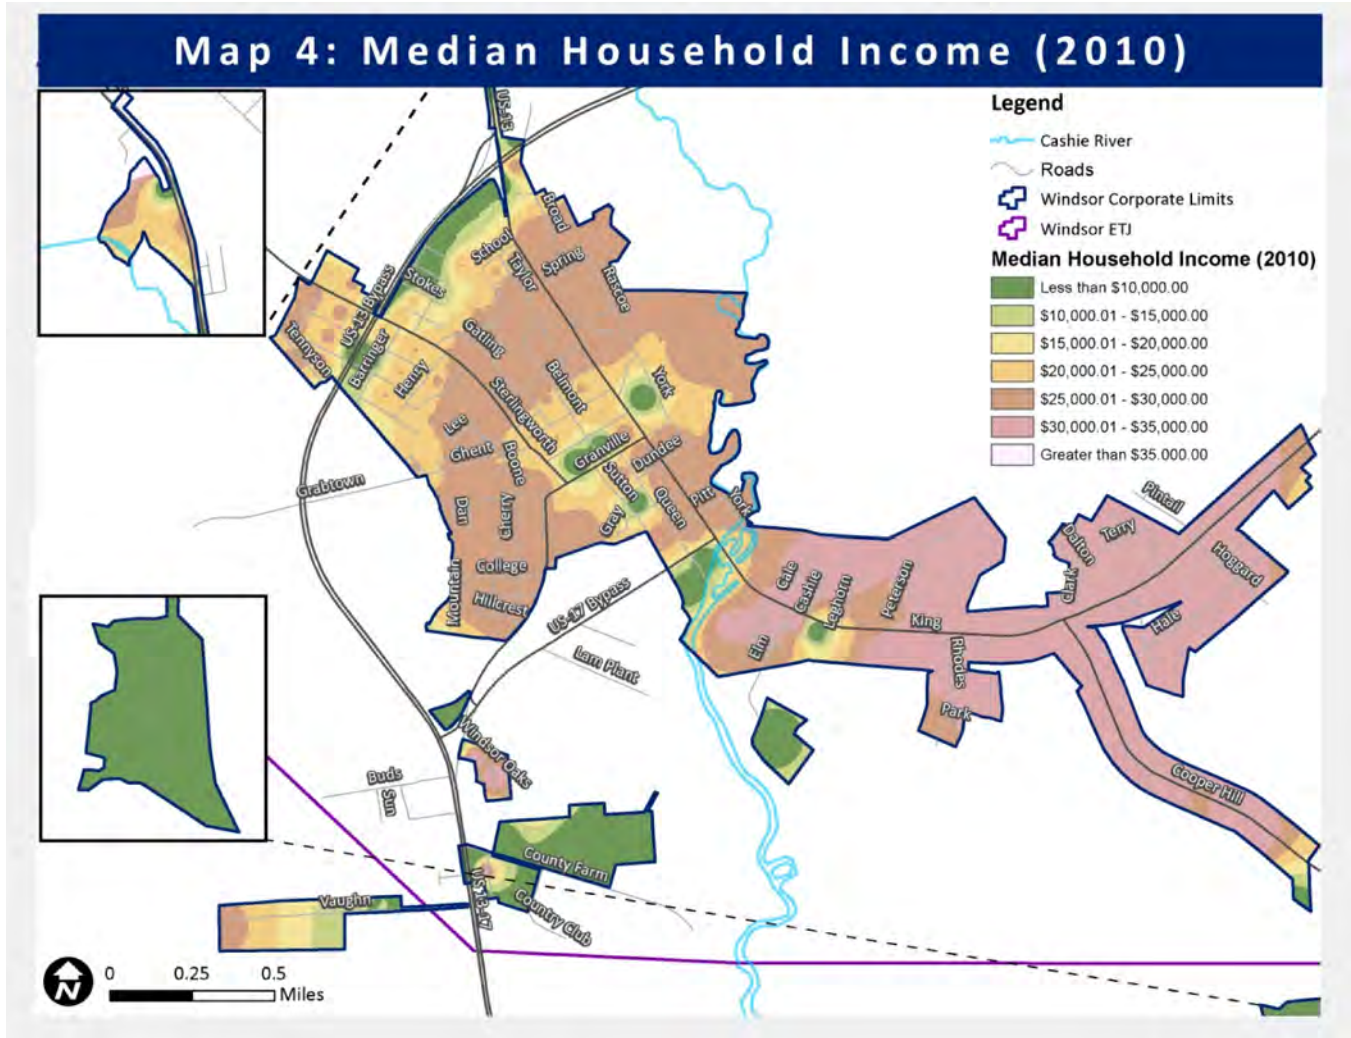 Map 4: Median Household Income (2010)
Legend
Cashie River
Roads
Windsor Corporate Limits
Windsor ETJ
Median Household Income (2010)
Less than $10,000.00
$10,000.01 - $15,000.00
$15,000.01 - $20,000.00
$20,000.01 - $25,000.00
$25,000.01 - $30,000.00
$30,000.01 - $35,000.00
Greater than $35.000.00
US-13
Broad
School
Spring
Taylor
Rascoe
Stokes
US-13 Bypass
Tennyson
Barringer
Henry
Gatling
Belmont
York
Sterlingworth
Lee
Ghent
Boone
Granville
Dundee
Sutton
Queen
Pitt
York
Gray
Grabtown
Dan
Cherry
College
Mountain
Hillcrest
US-17 Bypass
Lam Plant
Cale
Cashie
Leghorn
Peterson
King
Elm
Rhodes
Park
Clark
Dalton
Terry
Pintail
Hoggard
Hale
Cooper Hill
Windsor Oaks
Buds
Sun
County Farm
Country Club
US 13-17
Vaughn
N
0 0.25 0.5
Miles